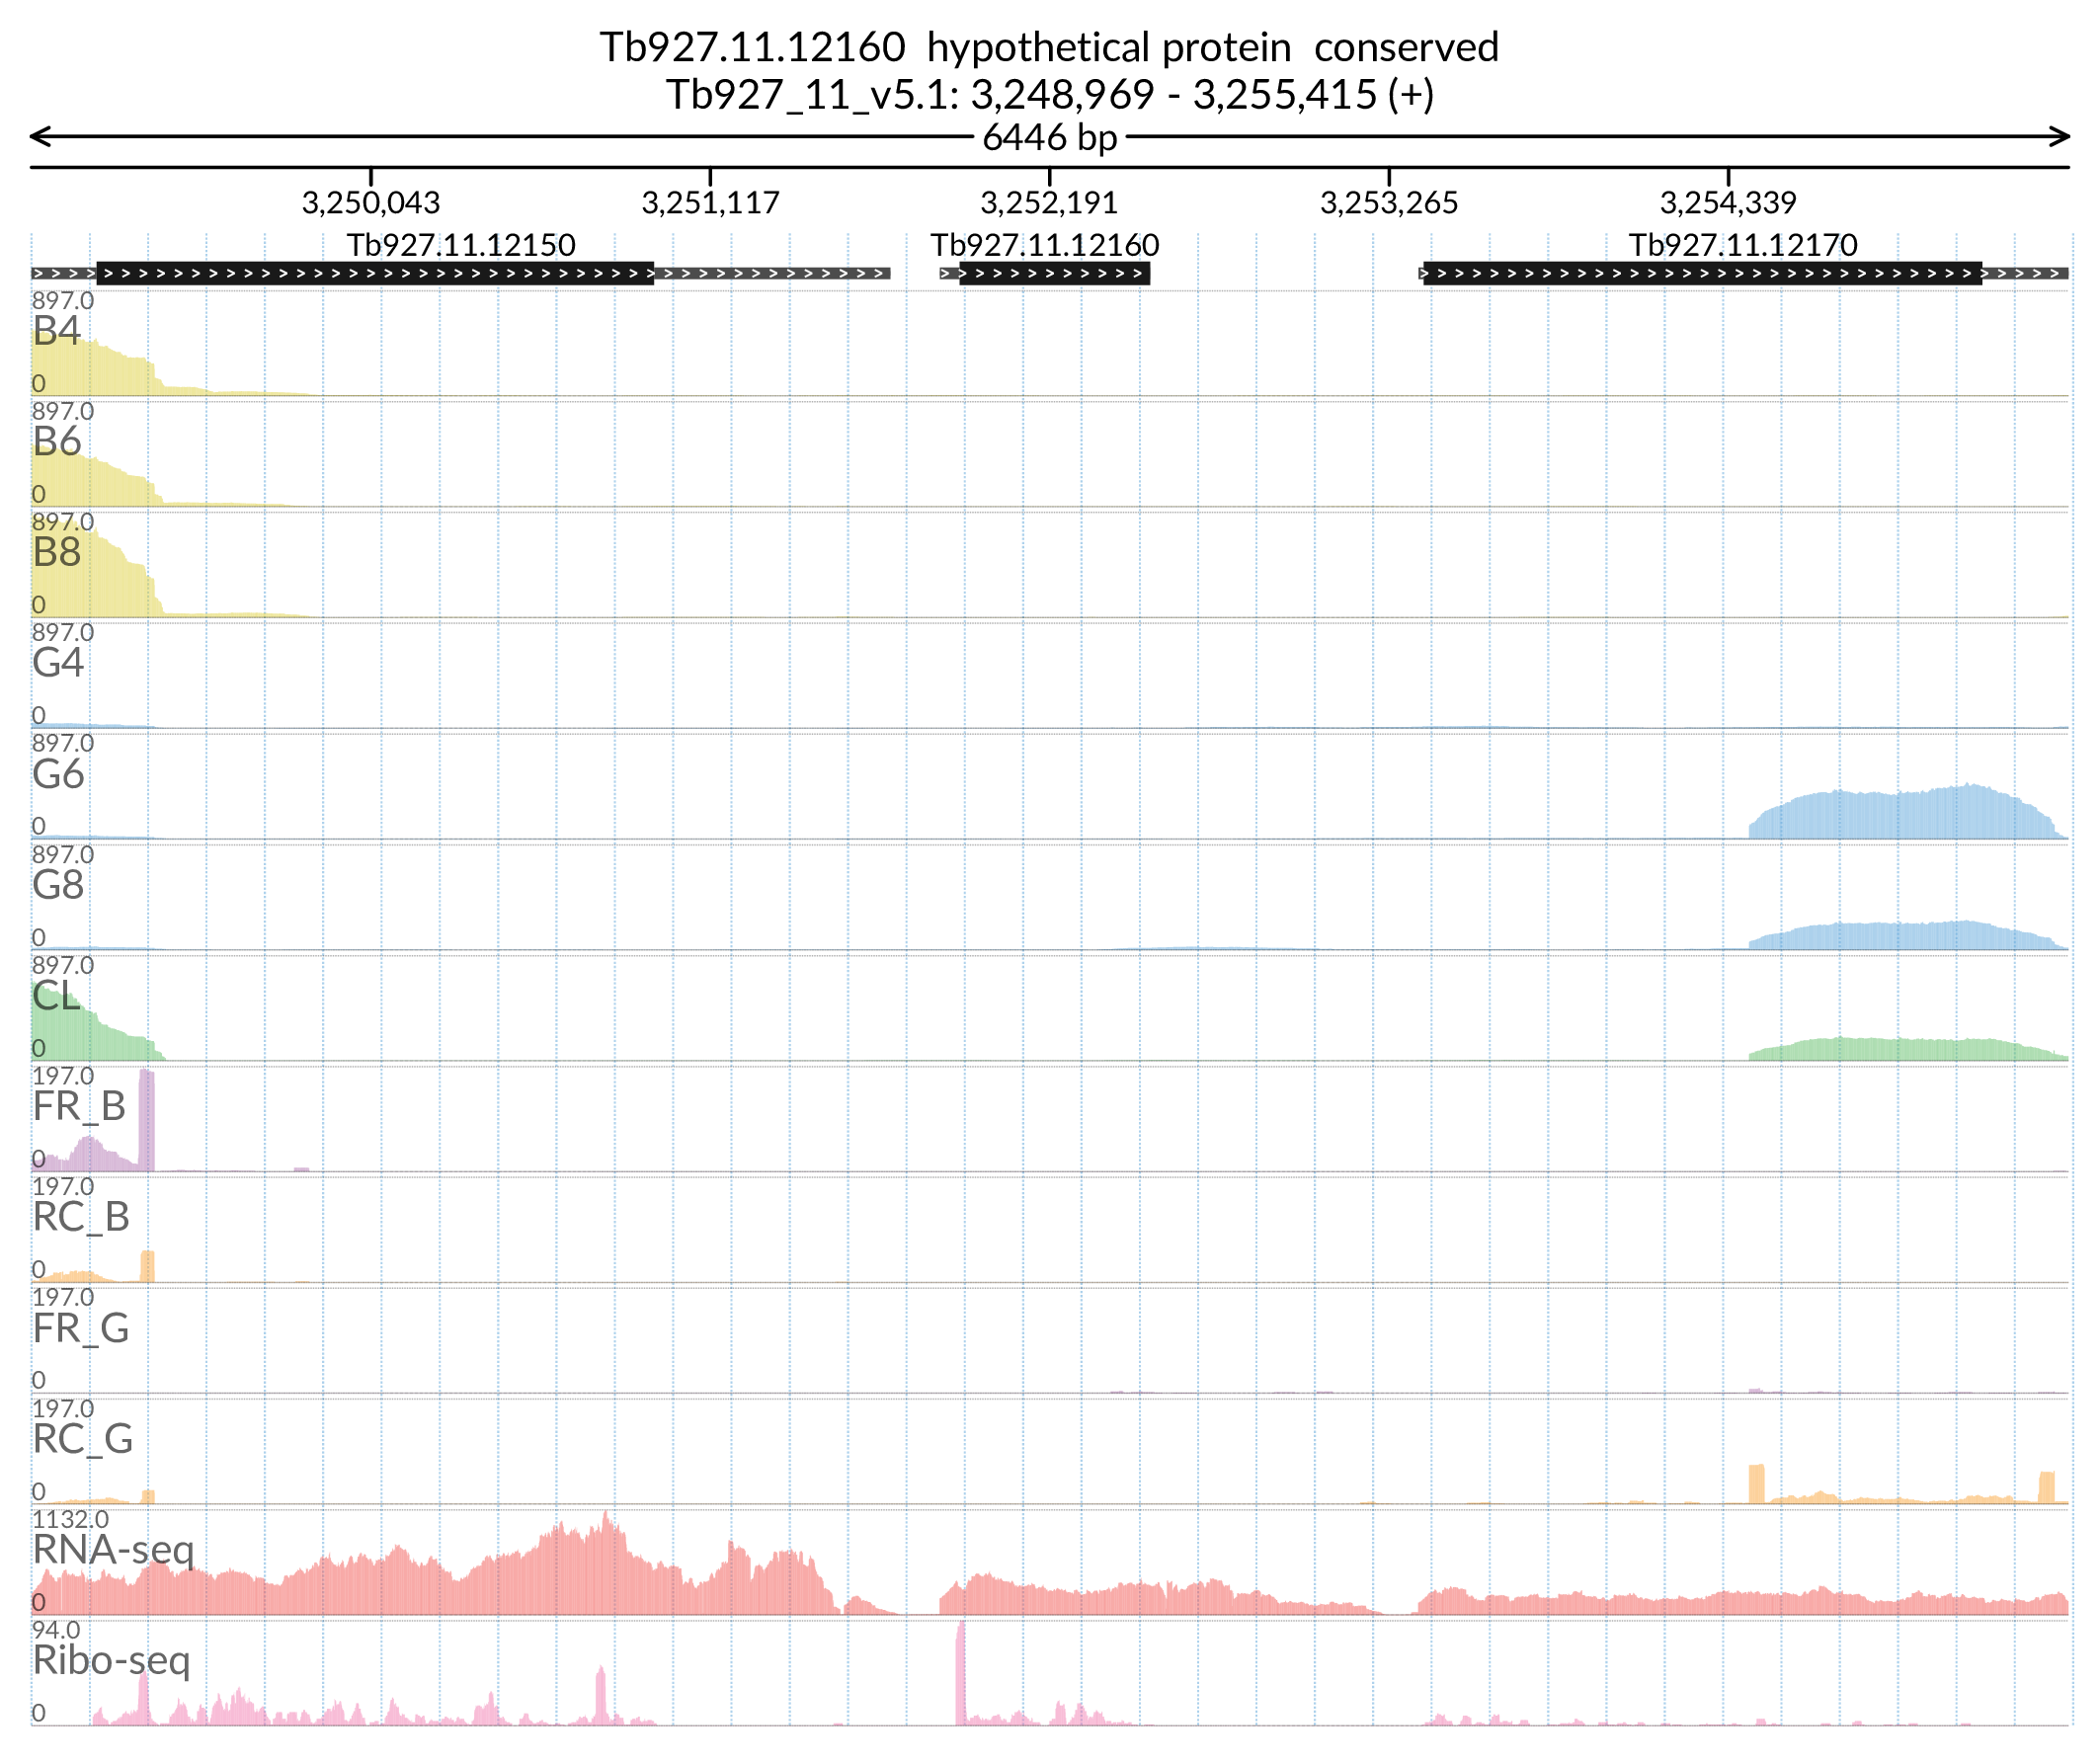 Tb927.11.12160 hypothetical protein conserved
Tb927_11_v5.1: 3,248,969 - 3,255,415 (+)
6446 bp
3,250,043 3,251,117 3,252,191 3,253,265 3,254,339
Tb927.11.12150 Tb927.11.12160 Tb927.11.12170
897.0
B4
0
897.0
B6
0
897.0
B8
0
897.0
G4
0
897.0
G6
0
897.0
G8
0
897.0
CL
0
197.0
FR_B
0
197.0
RC_B
0
197.0
FR_G
0
197.0
RC_G
0
1132.0
RNA-seq
0
94.0
Ribo-seq
0